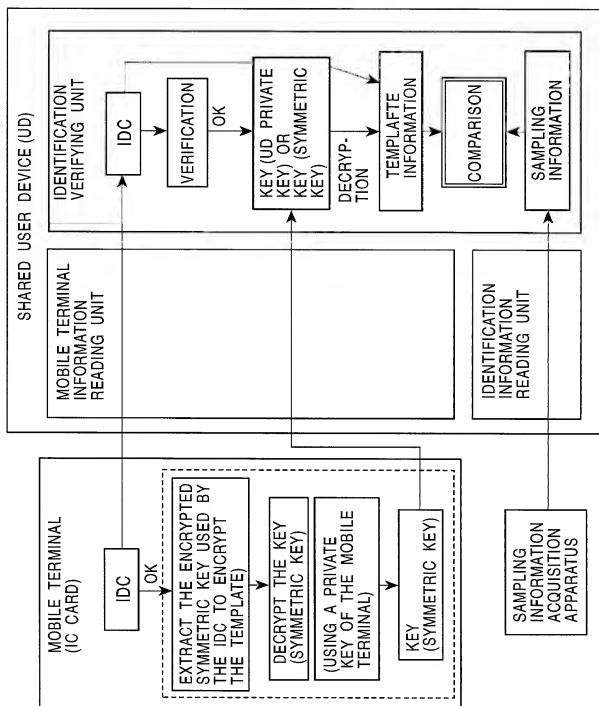 SHARED USER DEVICE (UD)
MOBILE TERMINAL
(IC CARD)
IDC
OK
EXTRACT THE ENCRYPTED
SYMMETRIC KEY USED BY
THE IDC TO ENCRYPT
THE TEMPLATE)
DECRYPT THE KEY
(SYMMETRIC KEY)
(USING A PRIVATE
KEY OF THE MOBILE
TERMINAL)
KEY
(SYMMETRIC KEY)
SAMPLING
INFORMATION
ACQUISITION
APPARATUS
MOBILE TERMINAL
INFORMATION
READING UNIT
IDENTIFICATION
INFORMATION
READING UNIT
IDENTIFICATION
VERIFYING UNIT
IDC
VERIFICATION
OK
KEY (UD PRIVATE
KEY) OR
KEY (SYMMETRIC
KEY)
DECRYP-
TION
TEMPLAFTE
INFORMATION
COMPARISON
SAMPLING
INFORMATION